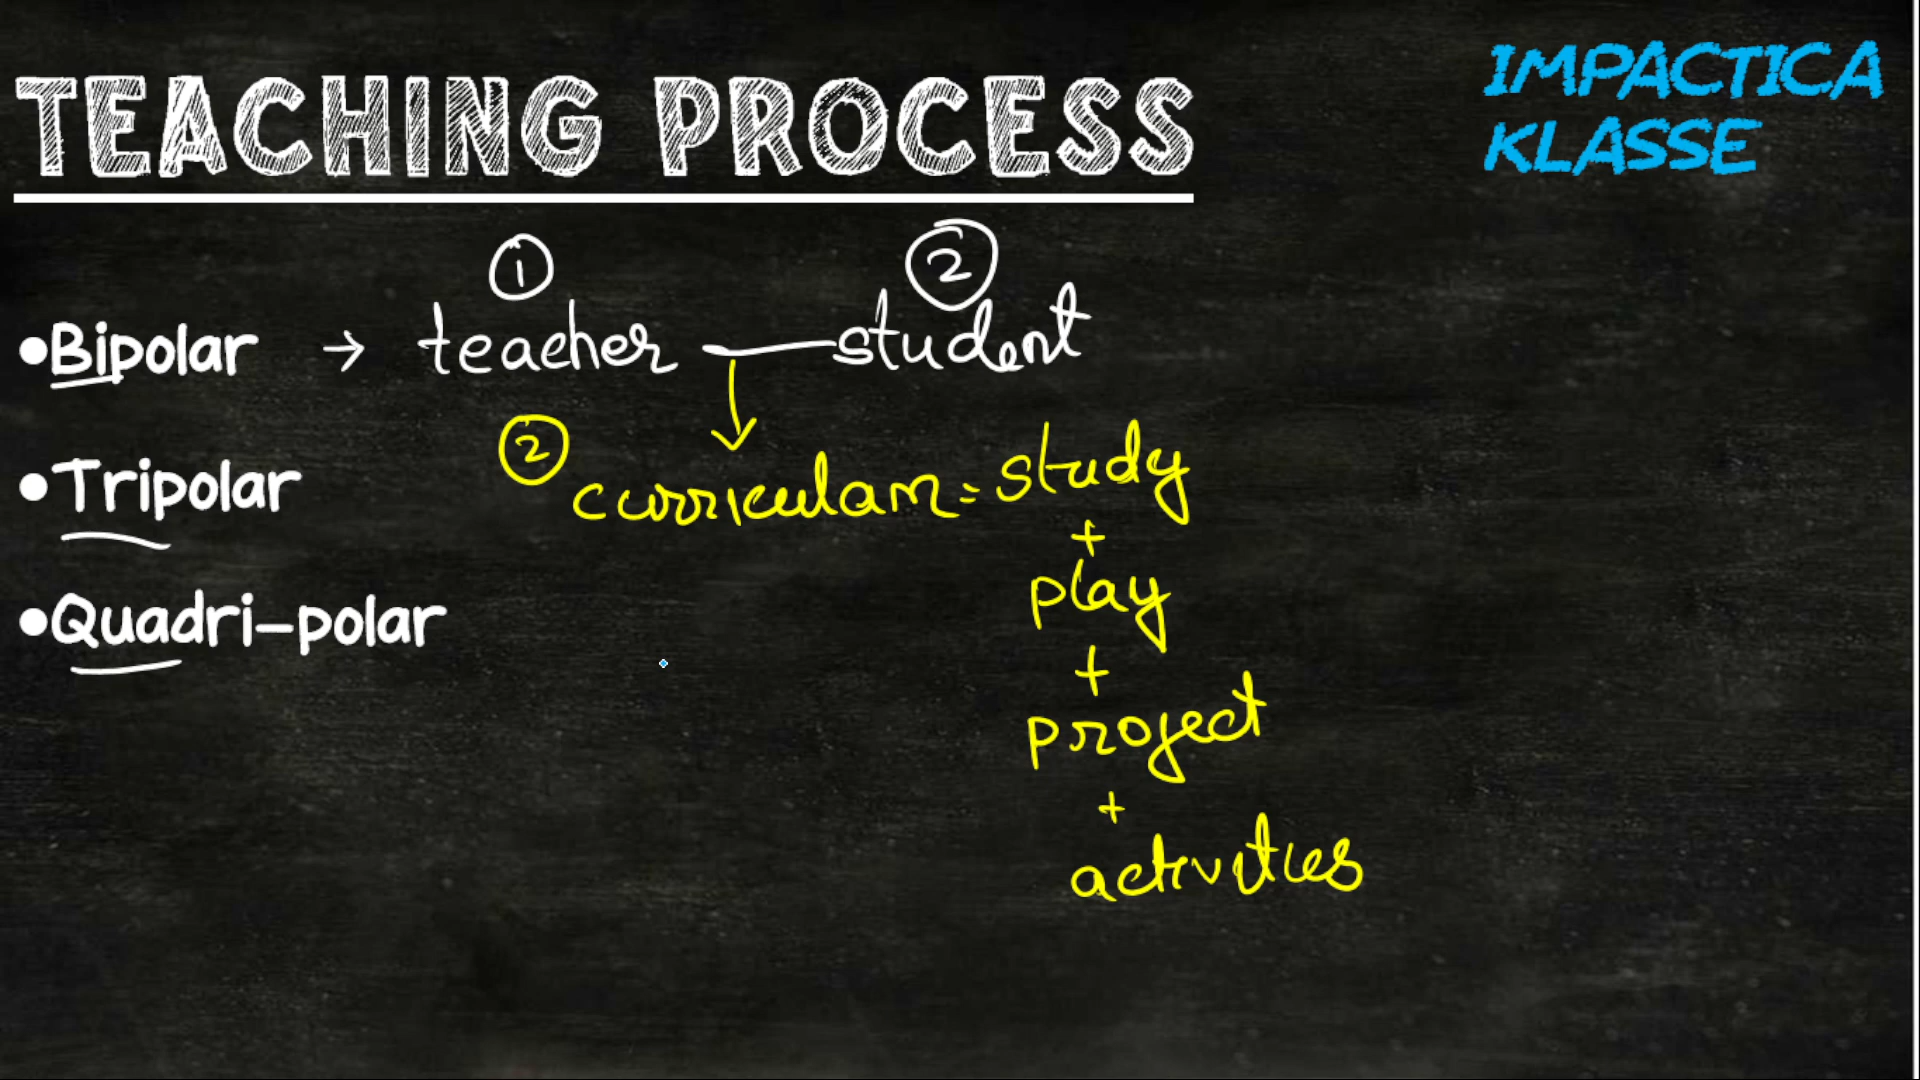 TEACHING PROCESS
IMPACTICA
KLASSE
1 2
•Bipolar → teacher — student
2
•Tripolar curriculam = study
+
•Quadri-polar play
+
project
+
activities